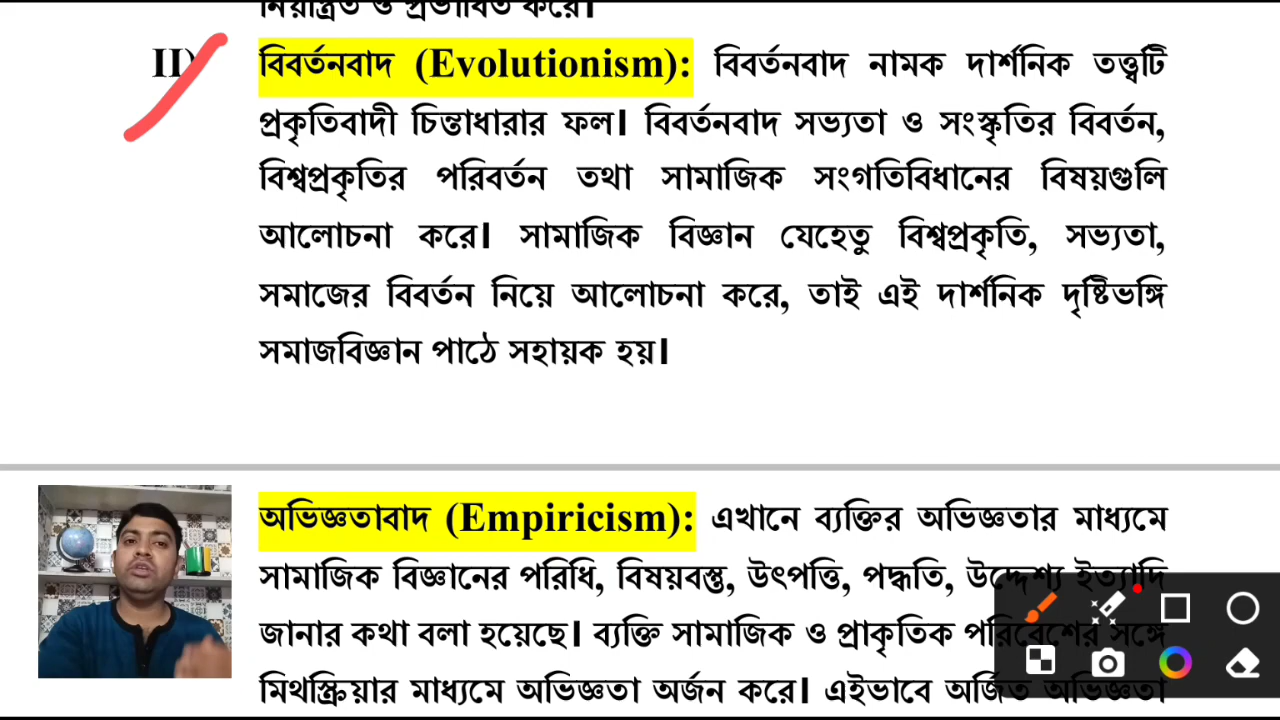 নিয়ন্ত্রিত ও প্রভাবিত করে।
II) বিবর্তনবাদ (Evolutionism): বিবর্তনবাদ নামক দার্শনিক তত্ত্বটি
প্রকৃতিবাদী চিন্তাধারার ফল। বিবর্তনবাদ সভ্যতা ও সংস্কৃতির বিবর্তন,
বিশ্বপ্রকৃতির পরিবর্তন তথা সামাজিক সংগতিবিধানের বিষয়গুলি
আলোচনা করে। সামাজিক বিজ্ঞান যেহেতু বিশ্বপ্রকৃতি, সভ্যতা,
সমাজের বিবর্তন নিয়ে আলোচনা করে, তাই এই দার্শনিক দৃষ্টিভঙ্গি
সমাজবিজ্ঞান পাঠে সহায়ক হয়।
অভিজ্ঞতাবাদ (Empiricism): এখানে ব্যক্তির অভিজ্ঞতার মাধ্যমে
সামাজিক বিজ্ঞানের পরিধি, বিষয়বস্তু, উৎপত্তি, পদ্ধতি, উদ্দেশ্য ইত্যাদি
জানার কথা বলা হয়েছে। ব্যক্তি সামাজিক ও প্রাকৃতিক পরিবেশের সঙ্গে
মিথস্ক্রিয়ার মাধ্যমে অভিজ্ঞতা অর্জন করে। এইভাবে অর্জিত অভিজ্ঞতা